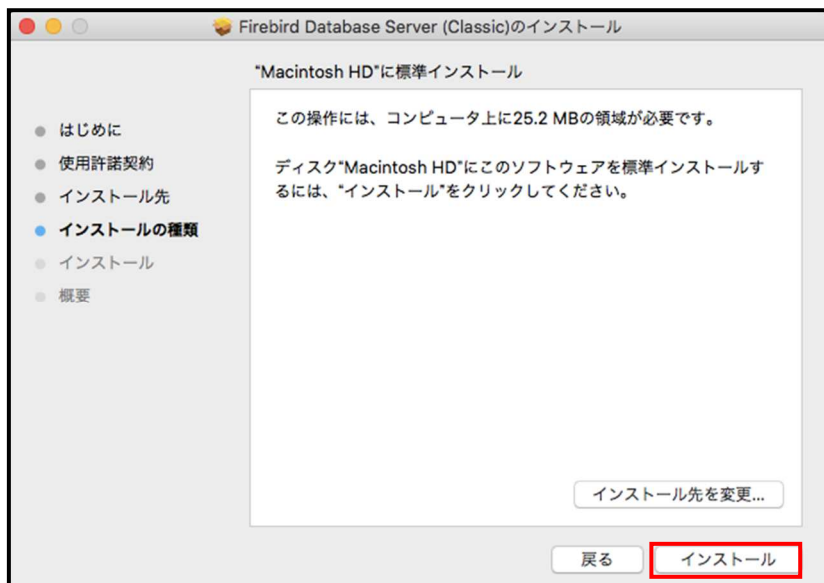 Firebird Database Server (Classic)のインストール
“Macintosh HD”に標準インストール
はじめに
使用許諾契約
インストール先
インストールの種類
インストール
概要
この操作には、コンピュータ上に25.2 MBの領域が必要です。
ディスク“Macintosh HD”にこのソフトウェアを標準インストールす
るには、“インストール”をクリックしてください。
インストール先を変更...
戻る
インストール